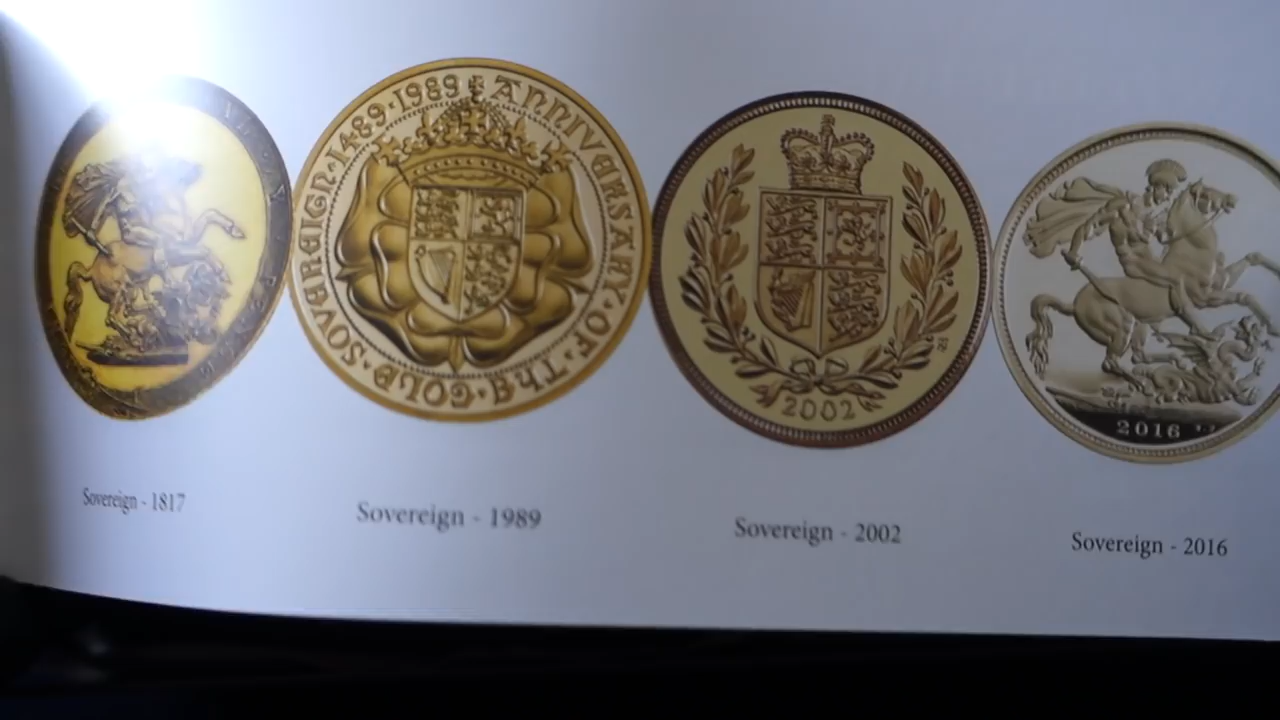 ANNIVERSARY·OF·THE·GOLD·SOVEREIGN·1489·1989
2002
2016
Sovereign - 1817
Sovereign - 1989
Sovereign - 2002
Sovereign - 2016